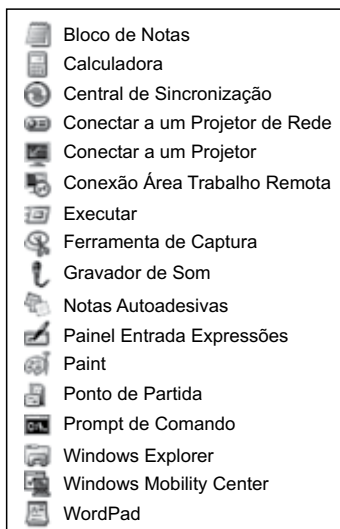 Bloco de Notas
Calculadora
Central de Sincronização
Conectar a um Projetor de Rede
Conectar a um Projetor
Conexão Área Trabalho Remota
Executar
Ferramenta de Captura
Gravador de Som
Notas Autoadesivas
Painel Entrada Expressões
Paint
Ponto de Partida
Prompt de Comando
Windows Explorer
Windows Mobility Center
WordPad